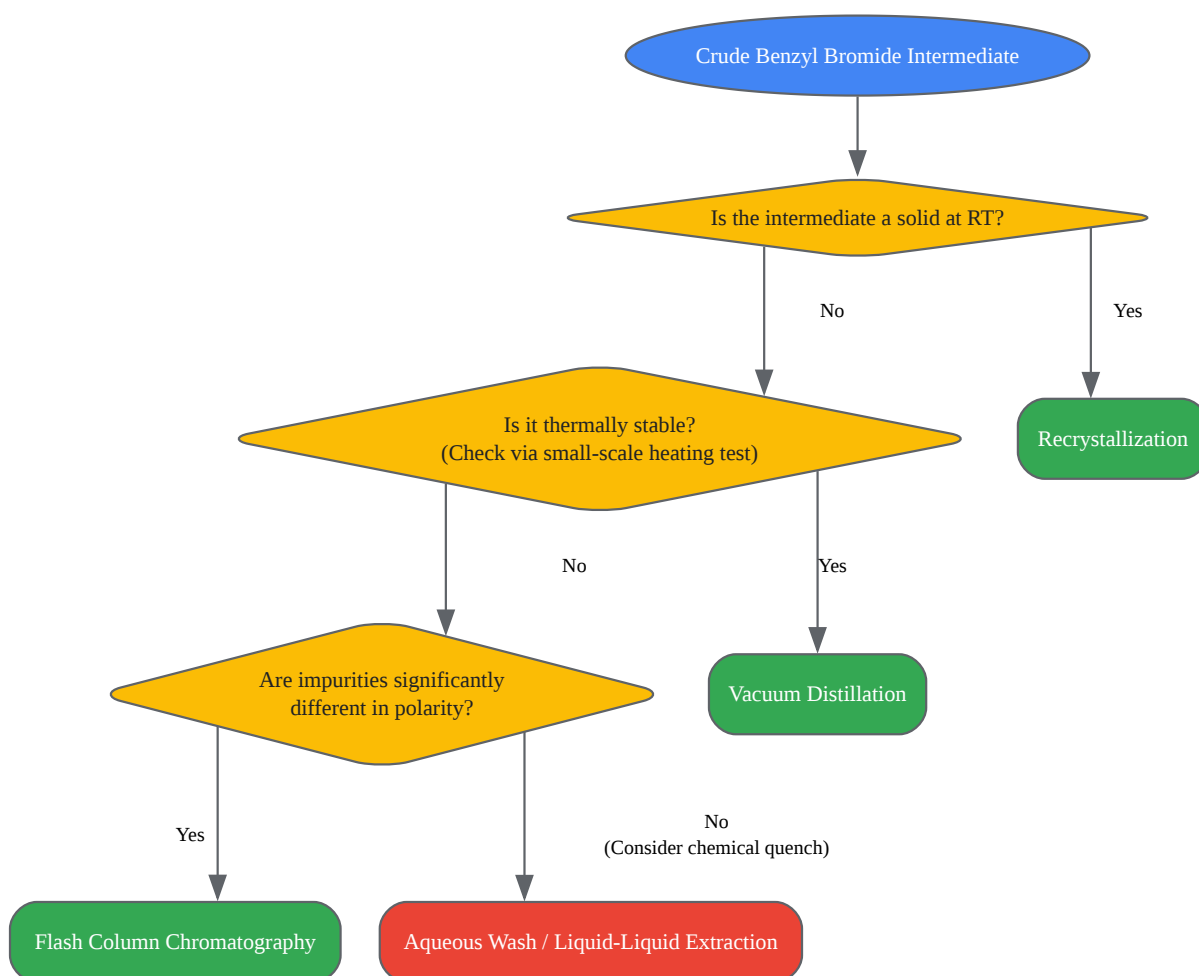 Crude Benzyl Bromide Intermediate
Is the intermediate a solid at RT?
No
Yes
Is it thermally stable?
(Check via small-scale heating test)
Recrystallization
No
Yes
Are impurities significantly
different in polarity?
Vacuum Distillation
Yes
No
(Consider chemical quench)
Flash Column Chromatography
Aqueous Wash / Liquid-Liquid Extraction